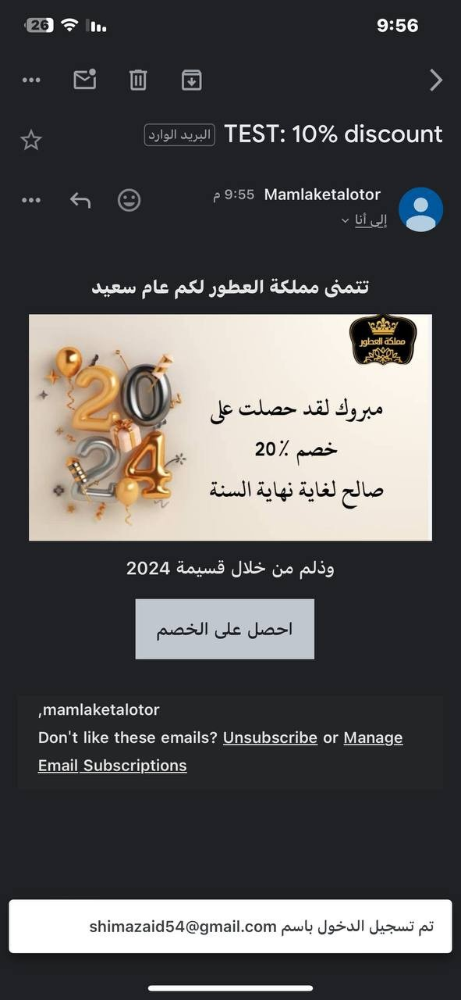 26
9:56
TEST: 10% discount
البريد الوارد
Mamlaketalotor 9:55 م
إلى أنا
تتمنى مملكة العطور لكم عام سعيد
مملكة العطور
2024
مبروك لقد حصلت على
خصم ٪20
صالح لغاية نهاية السنة
وذلم من خلال قسيمة 2024
احصل على الخصم
,mamlaketalotor
Don't like these emails? Unsubscribe or Manage
Email Subscriptions
تم تسجيل الدخول باسم shimazaid54@gmail.com